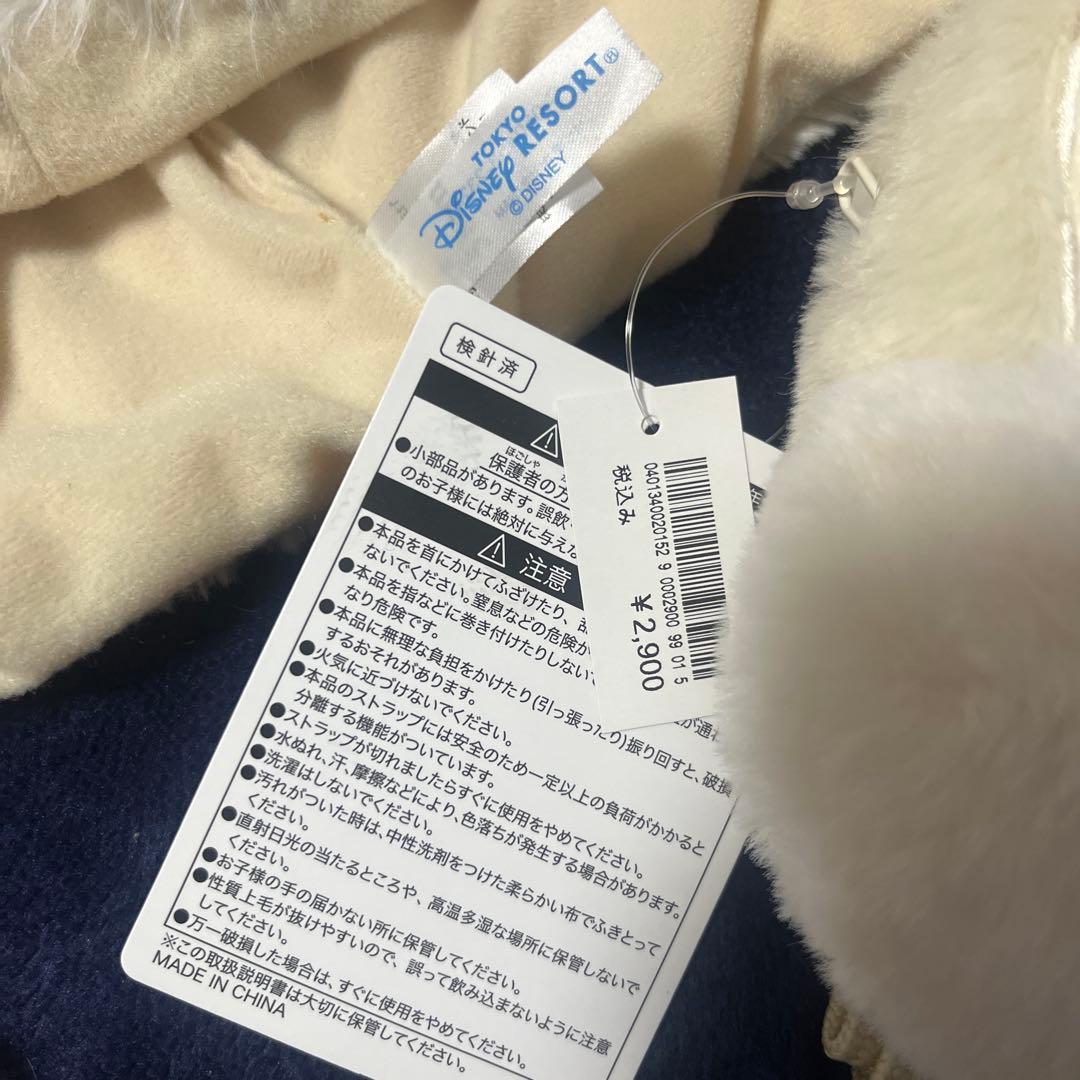 TOKYO
Disney RESORT®
© DISNEY
検針済
ほごしゃ
保護者の方
●小部品があります。誤飲
のお子様には絶対に与えな
注意
●本品を首にかけてふざけたり、
ないでください。窒息などの危険が
●本品を指などに巻き付けたりしないで
なり危険です。
●本品に無理な負担をかけたり(引っ張ったり)振り回すと、破損
するおそれがあります。
●火気に近づけないでください。
●本品のストラップには安全のため一定以上の負荷がかかると
分離する機能がついています。
●ストラップが切れましたらすぐに使用をやめてください。
●水ぬれ、汗、摩擦などにより、色落ちが発生する場合があります。
●洗濯はしないでください。
●汚れがついた時は、中性洗剤をつけた柔らかい布でふきとって
ください。
●直射日光の当たるところや、高温多湿な場所に保管しないで
ください。
●お子様の手の届かない所に保管してください。
●性質上毛が抜けやすいので、誤って飲み込まないように注意
してください。
●万一破損した場合は、すぐに使用をやめてください。
※この取扱説明書は大切に保管してください。
MADE IN CHINA
0401340020152 9 0002900 99 01 5
税込み
¥2,900